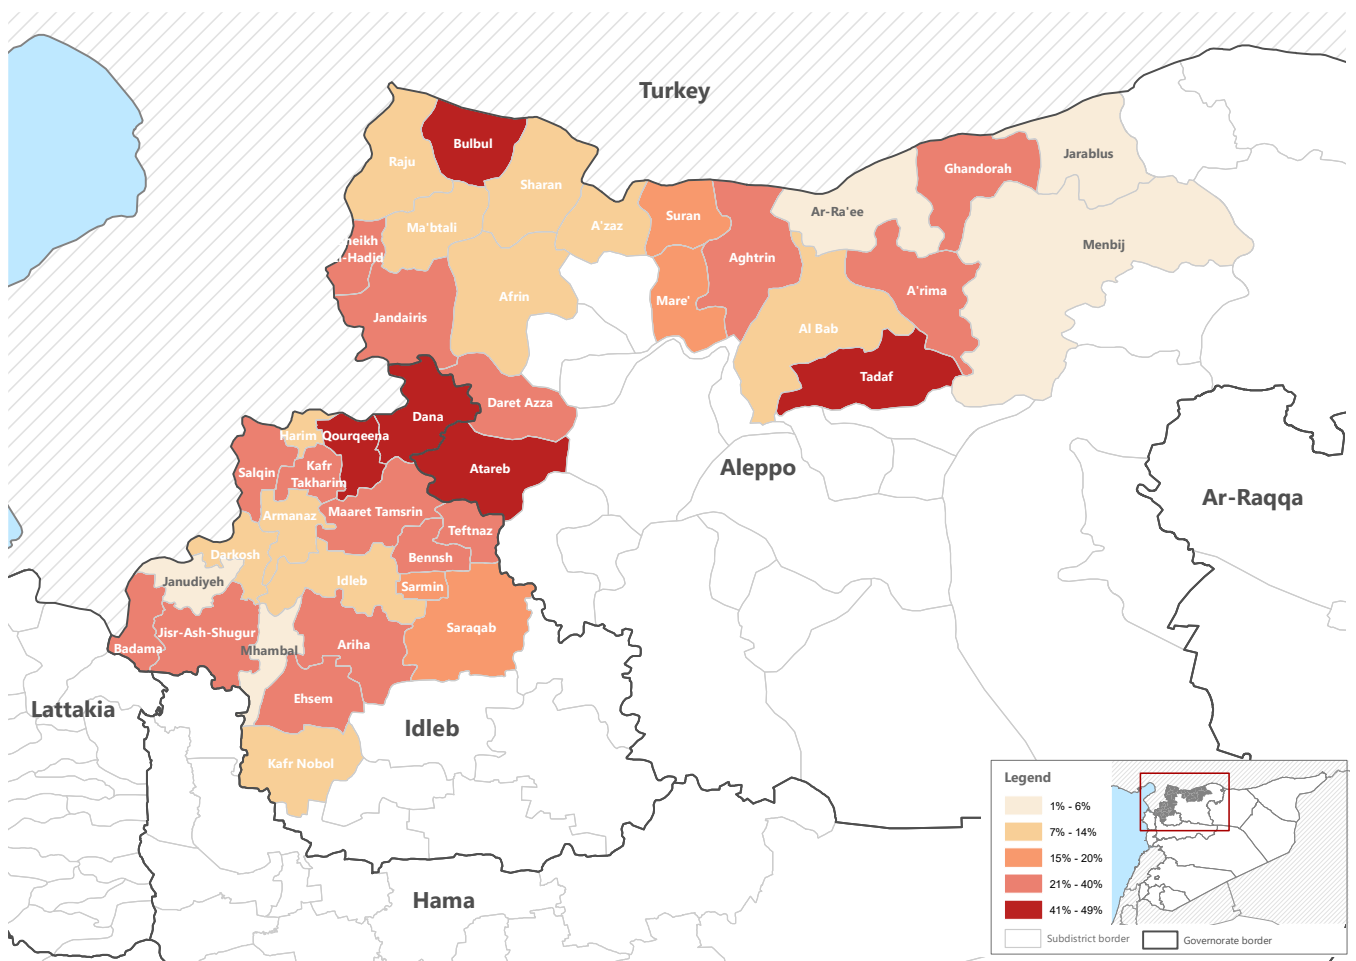 Turkey
Bulbul
Jarablus
Raju
Ghandorah
Sharan
Ar-Ra'ee
Suran
Ma'btali
A'zaz
Menbij
heikh
l-Hadid
Aghtrin
A'rima
Afrin
Mare'
Jandairis
Al Bab
Tadaf
Daret Azza
Dana
Harim
Qourqeena
Kafr
Takharim
Salqin
Atareb
Aleppo
Ar-Raqqa
Armanaz
Maaret Tamsrin
Teftnaz
Darkosh
Bennsh
Janudiyeh
Idleb
Sarmin
Jisr-Ash-Shugur
Saraqab
Badama
Mhambal
Ariha
Ehsem
Lattakia
Idleb
Kafr Nobol
Hama
Legend
1% - 6%
7% - 14%
15% - 20%
21% - 40%
41% - 49%
Subdistrict border
Governorate border